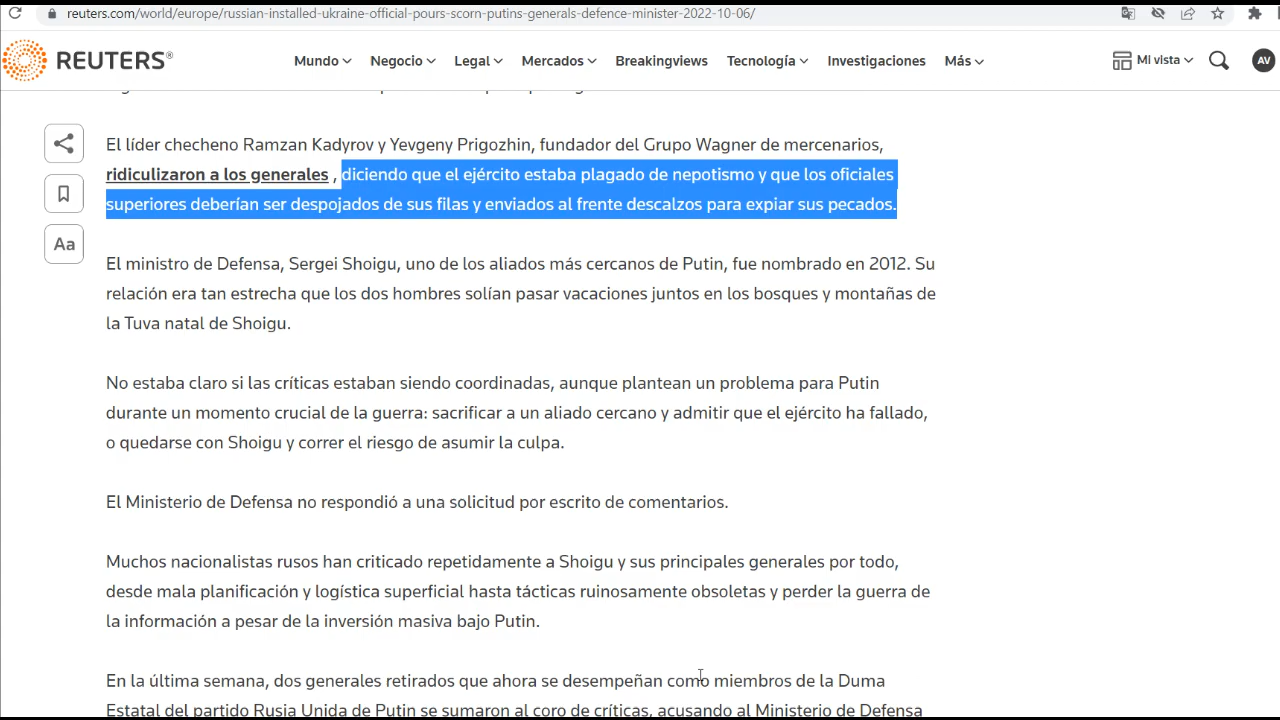 reuters.com/world/europe/russian-installed-ukraine-official-pours-scorn-putins-generals-defence-minister-2022-10-06/
REUTERS®
Mundo Negocio Legal Mercados Breakingviews Tecnología Investigaciones Más Mi vista AV
El líder checheno Ramzan Kadyrov y Yevgeny Prigozhin, fundador del Grupo Wagner de mercenarios,
ridiculizaron a los generales , diciendo que el ejército estaba plagado de nepotismo y que los oficiales
superiores deberían ser despojados de sus filas y enviados al frente descalzos para expiar sus pecados.
Aa
El ministro de Defensa, Sergei Shoigu, uno de los aliados más cercanos de Putin, fue nombrado en 2012. Su
relación era tan estrecha que los dos hombres solían pasar vacaciones juntos en los bosques y montañas de
la Tuva natal de Shoigu.
No estaba claro si las críticas estaban siendo coordinadas, aunque plantean un problema para Putin
durante un momento crucial de la guerra: sacrificar a un aliado cercano y admitir que el ejército ha fallado,
o quedarse con Shoigu y correr el riesgo de asumir la culpa.
El Ministerio de Defensa no respondió a una solicitud por escrito de comentarios.
Muchos nacionalistas rusos han criticado repetidamente a Shoigu y sus principales generales por todo,
desde mala planificación y logística superficial hasta tácticas ruinosamente obsoletas y perder la guerra de
la información a pesar de la inversión masiva bajo Putin.
En la última semana, dos generales retirados que ahora se desempeñan como miembros de la Duma
Estatal del partido Rusia Unida de Putin se sumaron al coro de críticas, acusando al Ministerio de Defensa